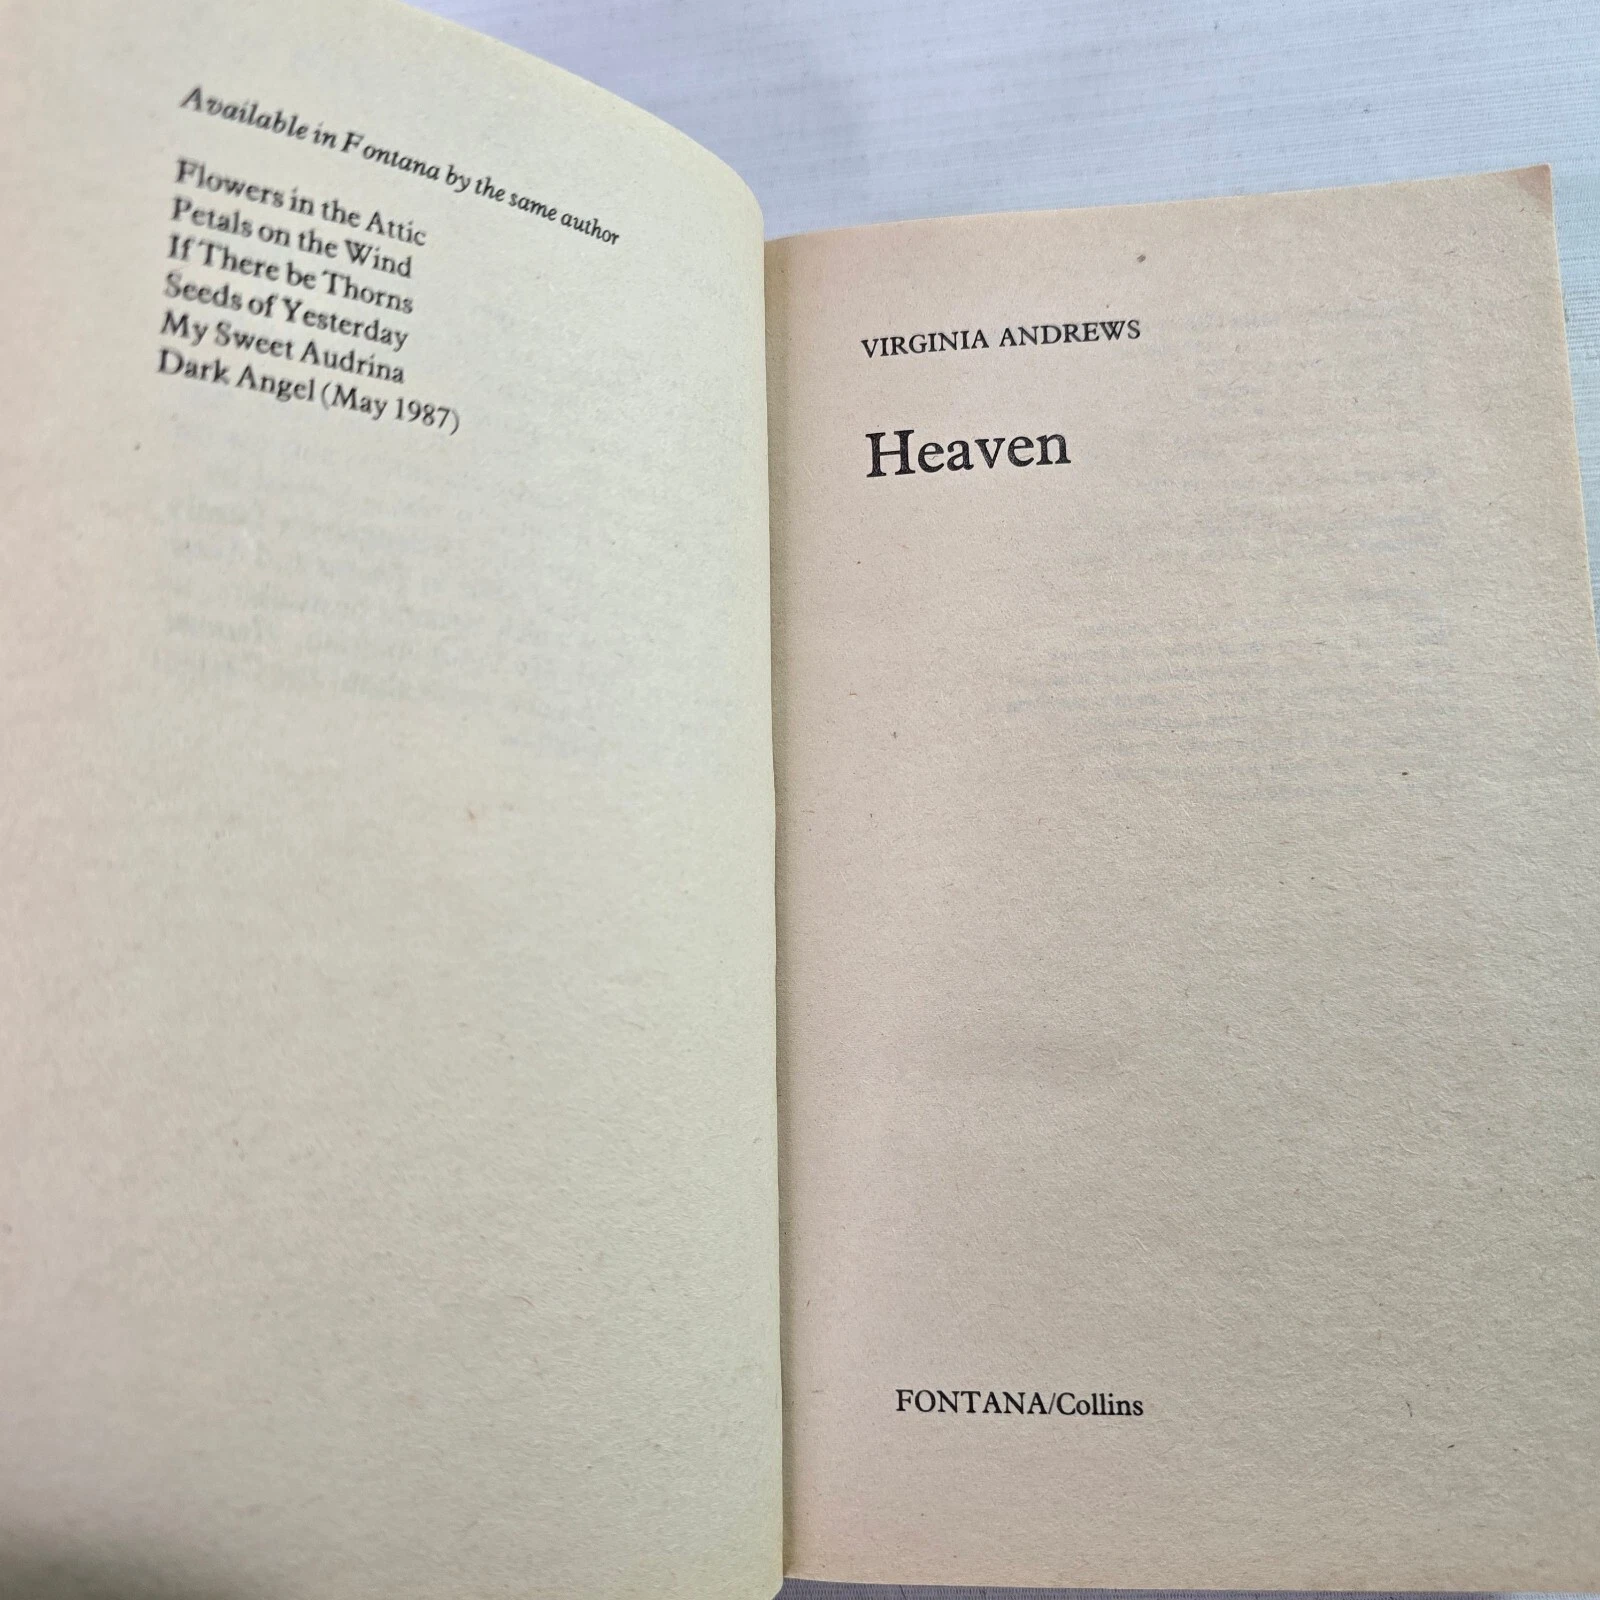 Available in Fontana by the same author
Flowers in the Attic
Petals on the Wind
If There be Thorns
Seeds of Yesterday
My Sweet Audrina
Dark Angel (May 1987)
VIRGINIA ANDREWS
Heaven
FONTANA/Collins